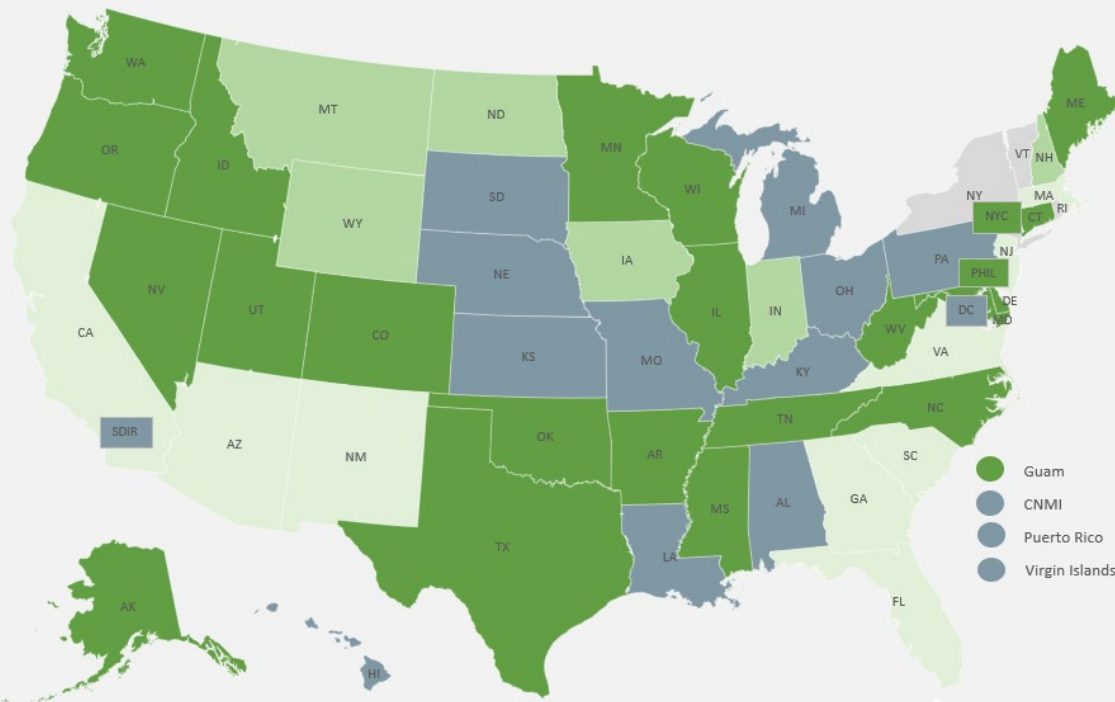 WA
MT
ND
ME
OR
ID
MN
VT
NH
WI
SD
NY
MA
MI
NYC
CT
RI
WY
IA
NE
PA
NJ
PHIL
OH
NV
UT
IL
IN
DE
DC
MD
CO
WV
CA
KS
MO
VA
KY
SDIR
NC
TN
AZ
OK
NM
AR
SC
Guam
GA
MS
AL
CNMI
Puerto Rico
TX
LA
Virgin Islands
FL
AK
HI